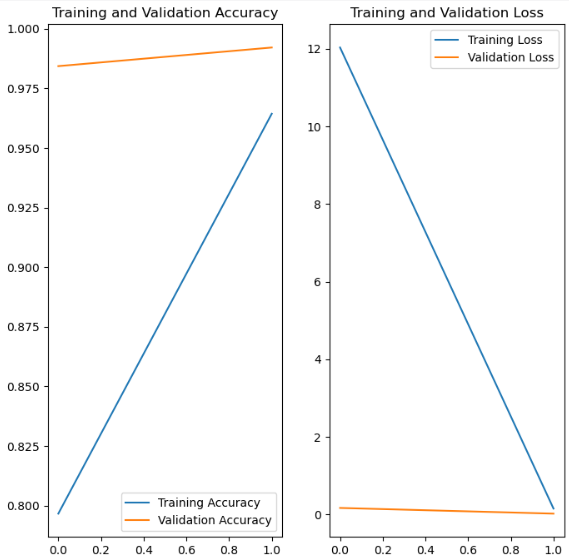 Training and Validation Accuracy
1.000
0.975
0.950
0.925
0.900
0.875
0.850
0.825
0.800
0.0 0.2 0.4 0.6 0.8 1.0
Training Accuracy
Validation Accuracy
Training and Validation Loss
12
10
8
6
4
2
0
0.0 0.2 0.4 0.6 0.8 1.0
Training Loss
Validation Loss